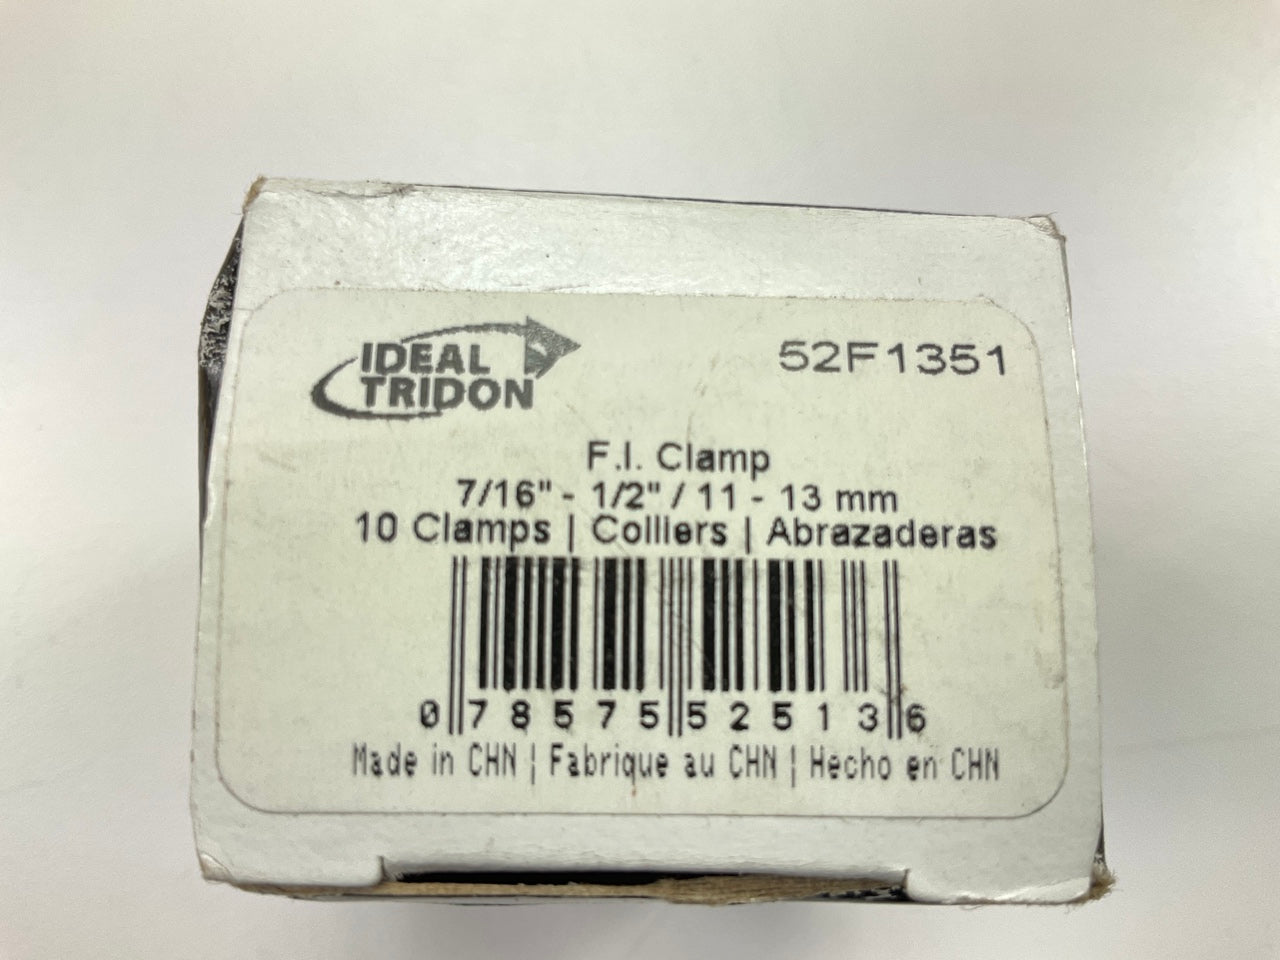 IDEAL
TRIDON
52F1351
F.I. Clamp
7/16" - 1/2" / 11 - 13 mm
10 Clamps | Colliers | Abrazaderas
0 78575 52513 6
Made in CHN | Fabrique au CHN | Hecho en CHN